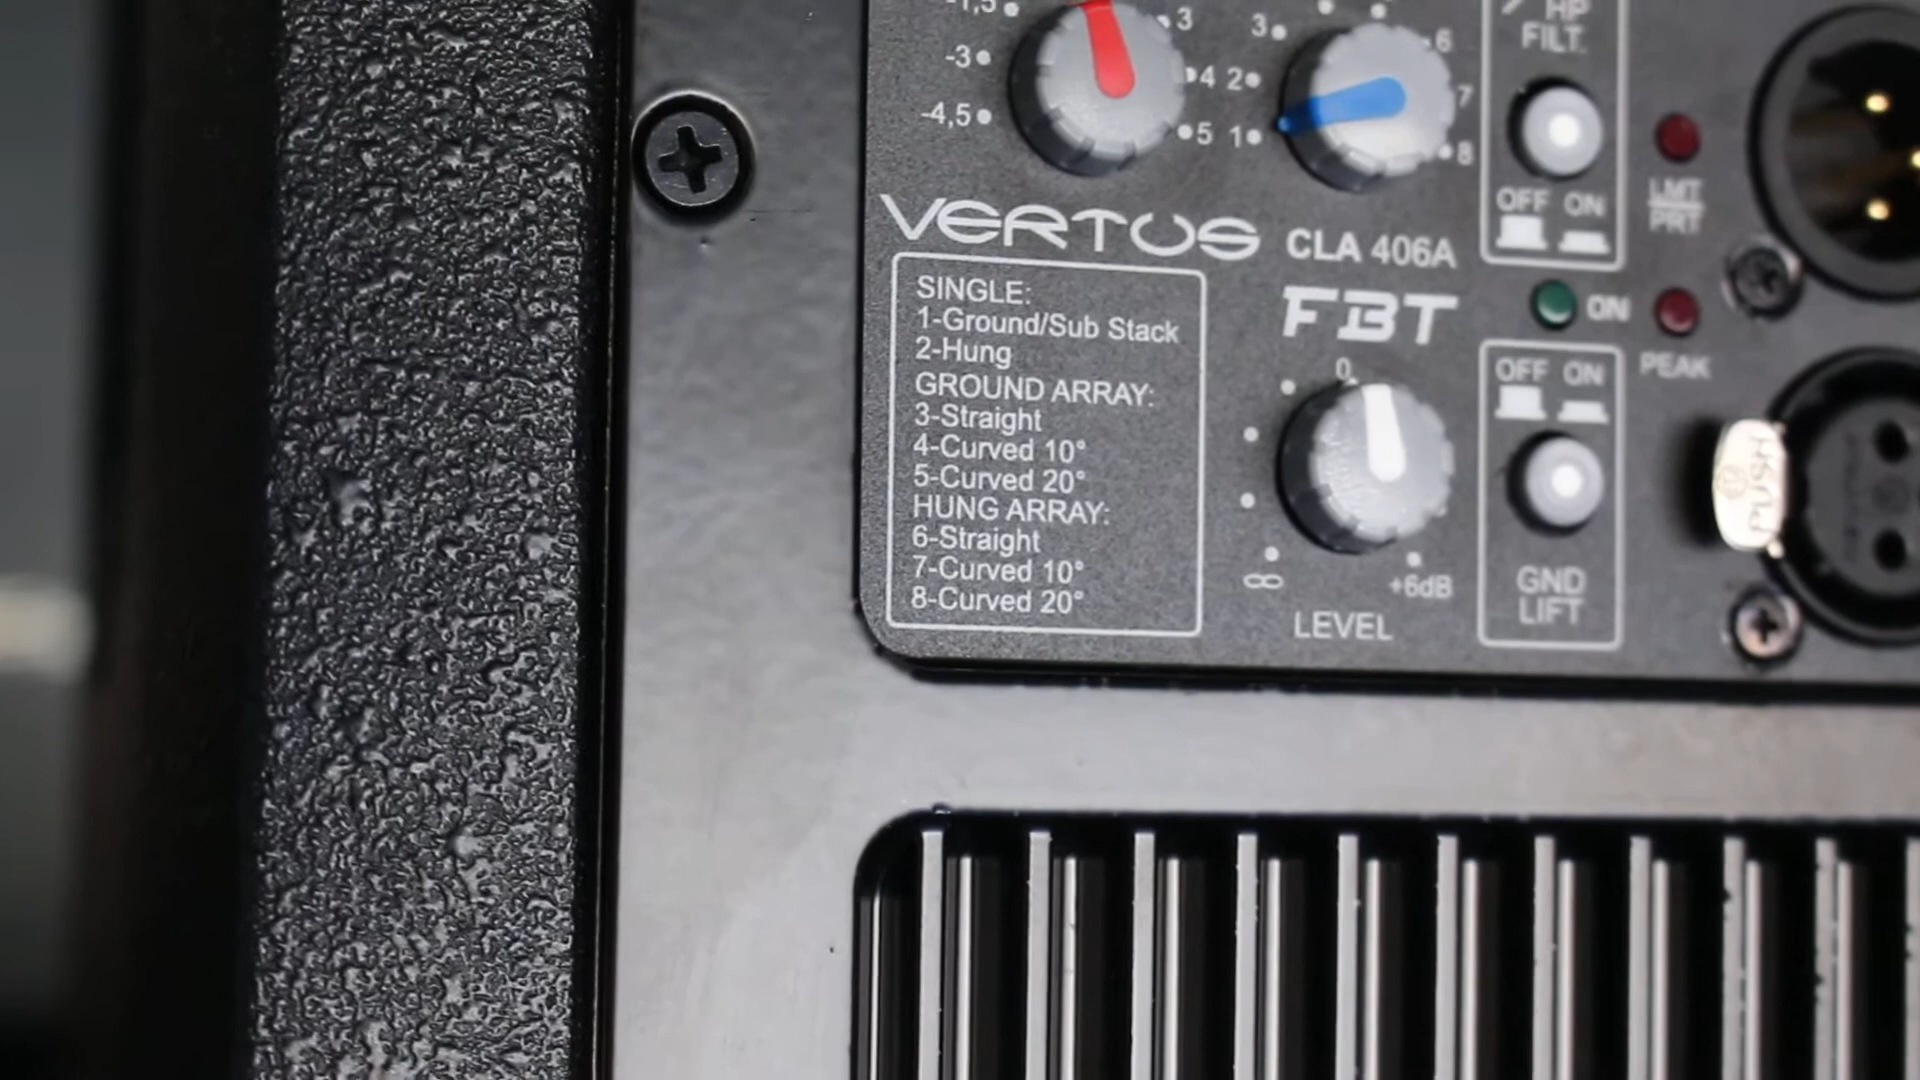 -1,5
3
3
6
HP
FILT.
-3
4
2
7
-4,5
5
1
8
OFF ON
LMT
PRT
VERTUS
CLA 406A
SINGLE:
1-Ground/Sub Stack
2-Hung
GROUND ARRAY:
3-Straight
4-Curved 10°
5-Curved 20°
HUNG ARRAY:
6-Straight
7-Curved 10°
8-Curved 20°
FBT
0
∞
+6dB
LEVEL
ON
PEAK
OFF ON
GND
LIFT
PUSH